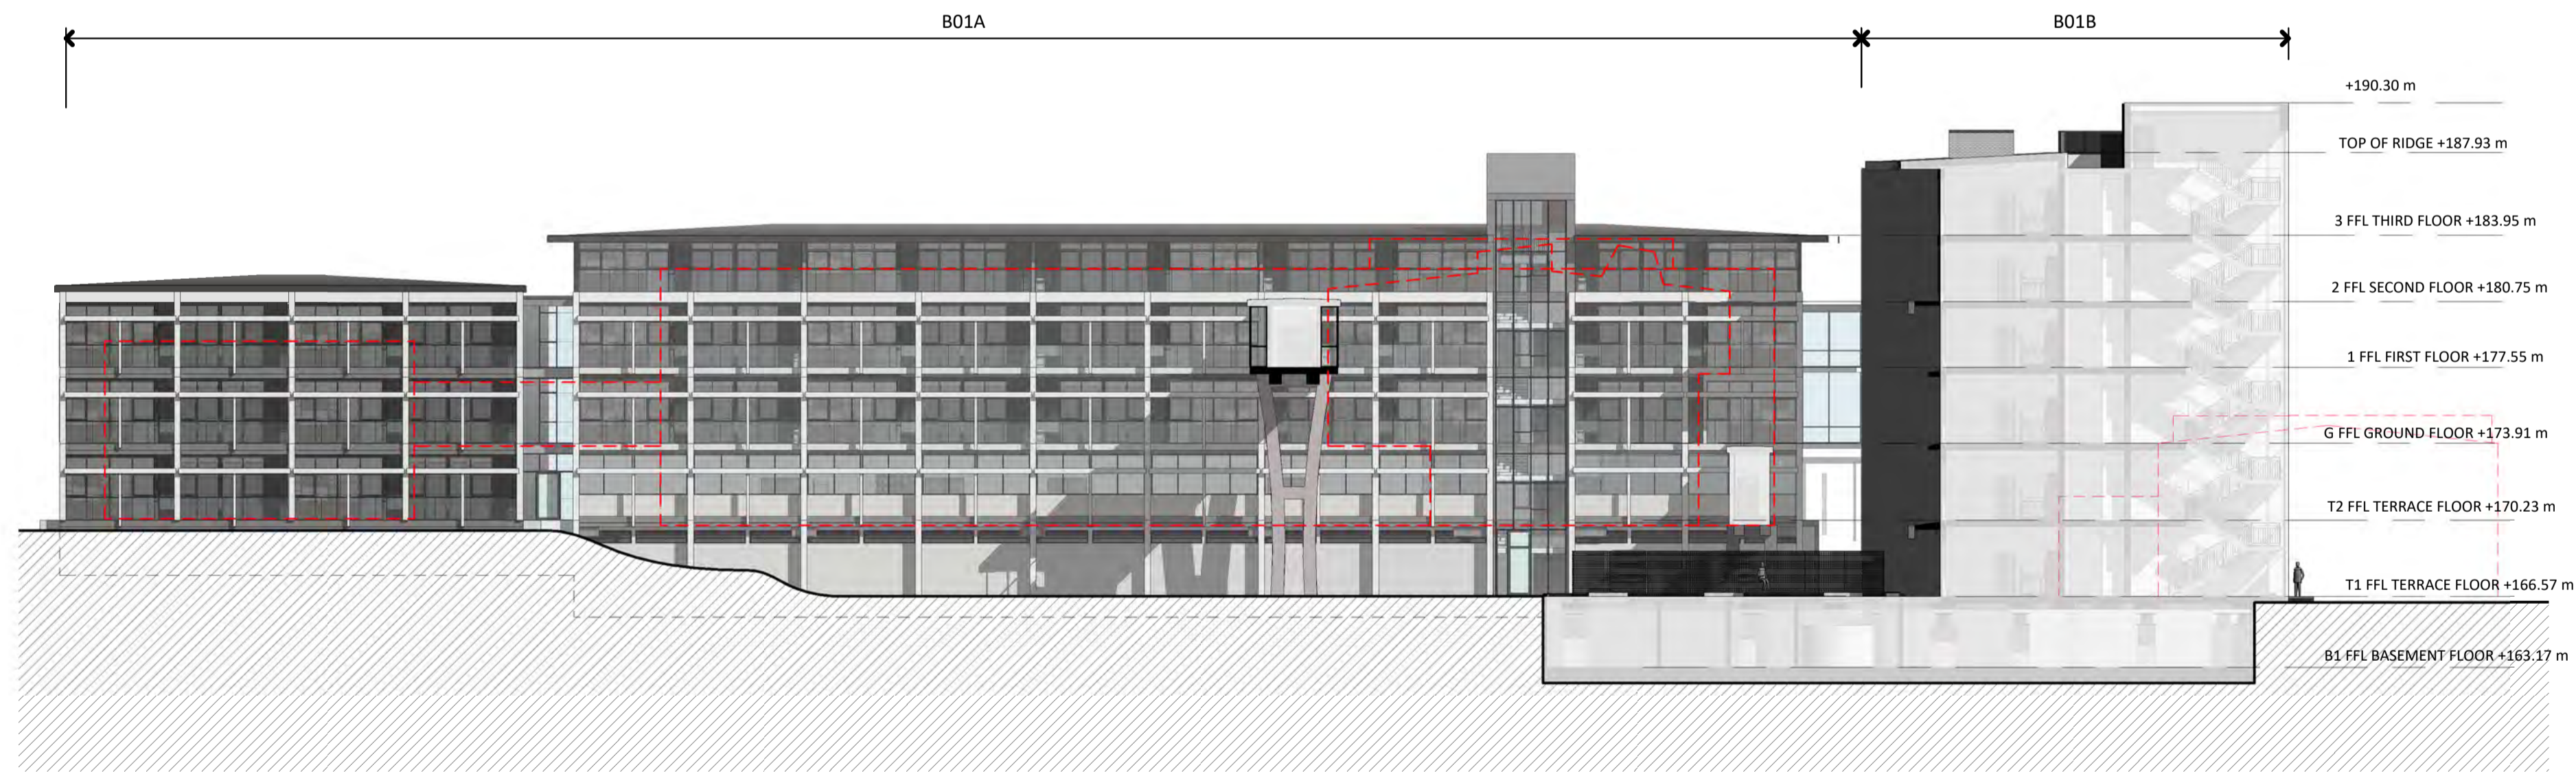 B01A
B01B
+190.30 m
TOP OF RIDGE +187.93 m
3 FFL THIRD FLOOR +183.95 m
2 FFL SECOND FLOOR +180.75 m
1 FFL FIRST FLOOR +177.55 m
G FFL GROUND FLOOR +173.91 m
T2 FFL TERRACE FLOOR +170.23 m
T1 FFL TERRACE FLOOR +166.57 m
B1 FFL BASEMENT FLOOR +163.17 m